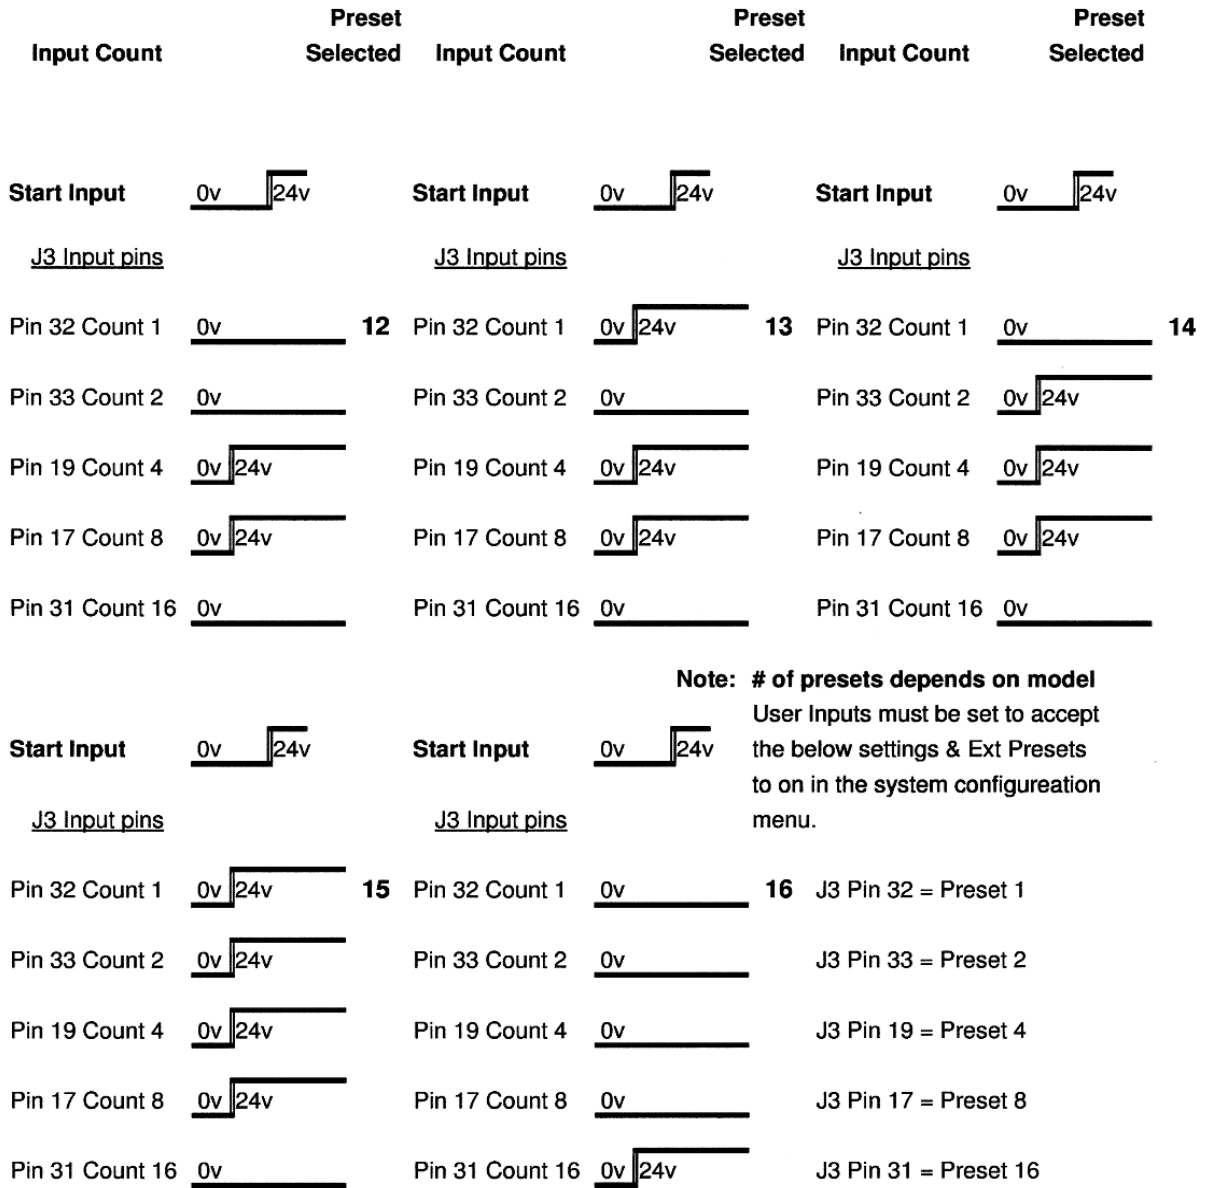 Preset Preset Preset
Input Count Selected Input Count Selected Input Count Selected
Start Input 0v 24v Start Input 0v 24v Start Input 0v 24v
J3 Input pins J3 Input pins J3 Input pins
Pin 32 Count 1 0v 12 Pin 32 Count 1 0v 24v 13 Pin 32 Count 1 0v 14
Pin 33 Count 2 0v Pin 33 Count 2 0v Pin 33 Count 2 0v 24v
Pin 19 Count 4 0v 24v Pin 19 Count 4 0v 24v Pin 19 Count 4 0v 24v
Pin 17 Count 8 0v 24v Pin 17 Count 8 0v 24v Pin 17 Count 8 0v 24v
Pin 31 Count 16 0v Pin 31 Count 16 0v Pin 31 Count 16 0v
Note: # of presets depends on model
User Inputs must be set to accept
Start Input 0v 24v Start Input 0v 24v the below settings & Ext Presets
to on in the system configureation
J3 Input pins J3 Input pins menu.
Pin 32 Count 1 0v 24v 15 Pin 32 Count 1 0v 16 J3 Pin 32 = Preset 1
Pin 33 Count 2 0v 24v Pin 33 Count 2 0v J3 Pin 33 = Preset 2
Pin 19 Count 4 0v 24v Pin 19 Count 4 0v J3 Pin 19 = Preset 4
Pin 17 Count 8 0v 24v Pin 17 Count 8 0v J3 Pin 17 = Preset 8
Pin 31 Count 16 0v Pin 31 Count 16 0v 24v J3 Pin 31 = Preset 16